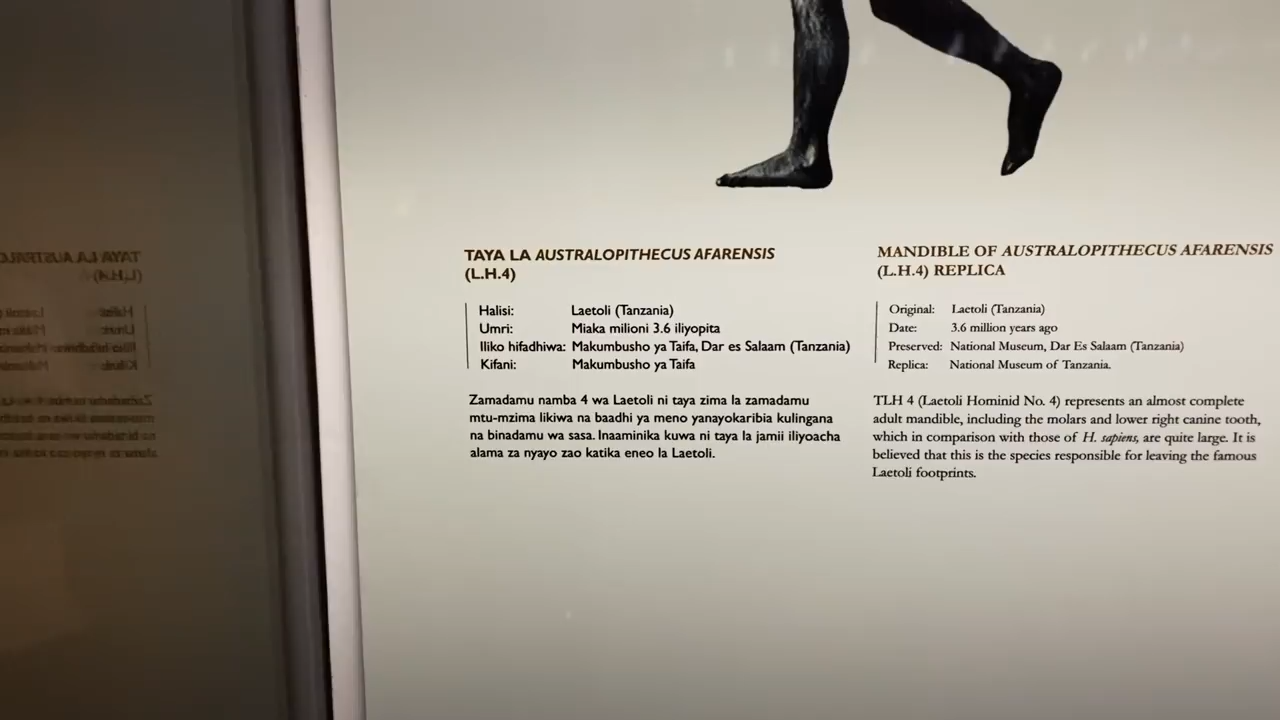 TAYA LA AUSTRALOPITHECUS AFARENSIS
(L.H.4)
Halisi: Laetoli (Tanzania)
Umri: Miaka milioni 3.6 iliyopita
Iliko hifadhiwa: Makumbusho ya Taifa, Dar es Salaam (Tanzania)
Kifani: Makumbusho ya Taifa
Zamadamu namba 4 wa Laetoli ni taya zima la zamadamu
mtu-mzima likiwa na baadhi ya meno yanayokaribia kulingana
na binadamu wa sasa. Inaaminika kuwa ni taya la jamii iliyoacha
alama za nyayo zao katika eneo la Laetoli.
MANDIBLE OF AUSTRALOPITHECUS AFARENSIS
(L.H.4) REPLICA
Original: Laetoli (Tanzania)
Date: 3.6 million years ago
Preserved: National Museum, Dar Es Salaam (Tanzania)
Replica: National Museum of Tanzania.
TLH 4 (Laetoli Hominid No. 4) represents an almost complete
adult mandible, including the molars and lower right canine tooth,
which in comparison with those of H. sapiens, are quite large. It is
believed that this is the species responsible for leaving the famous
Laetoli footprints.